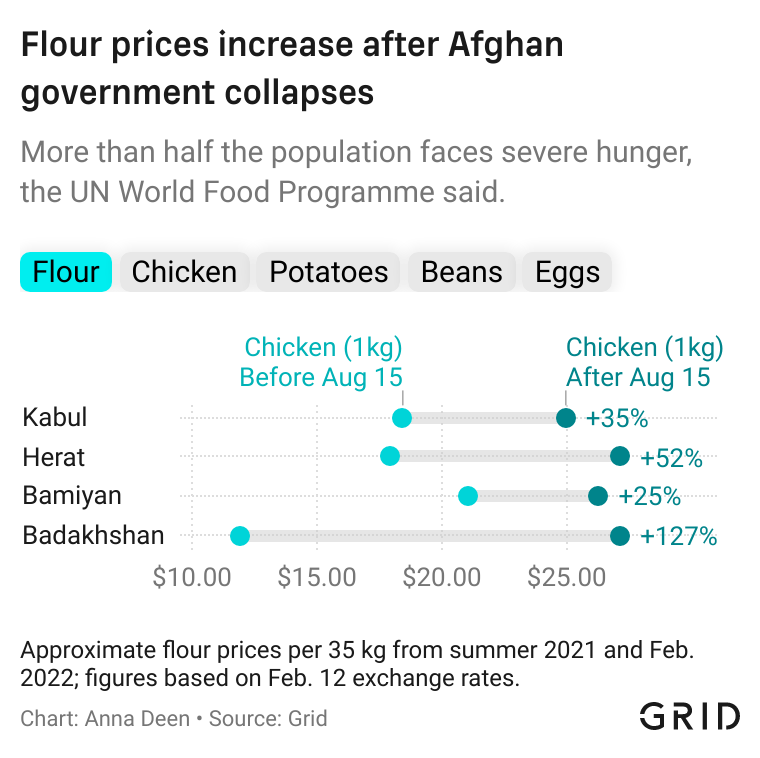 Flour prices increase after Afghan
government collapses
More than half the population faces severe hunger,
the UN World Food Programme said.
Flour Chicken Potatoes Beans Eggs
Chicken (1kg) Chicken (1kg)
Before Aug 15 After Aug 15
Kabul +35%
Herat +52%
Bamiyan +25%
Badakhshan +127%
$10.00 $15.00 $20.00 $25.00
Approximate flour prices per 35 kg from summer 2021 and Feb.
2022; figures based on Feb. 12 exchange rates.
Chart: Anna Deen • Source: Grid
GRID